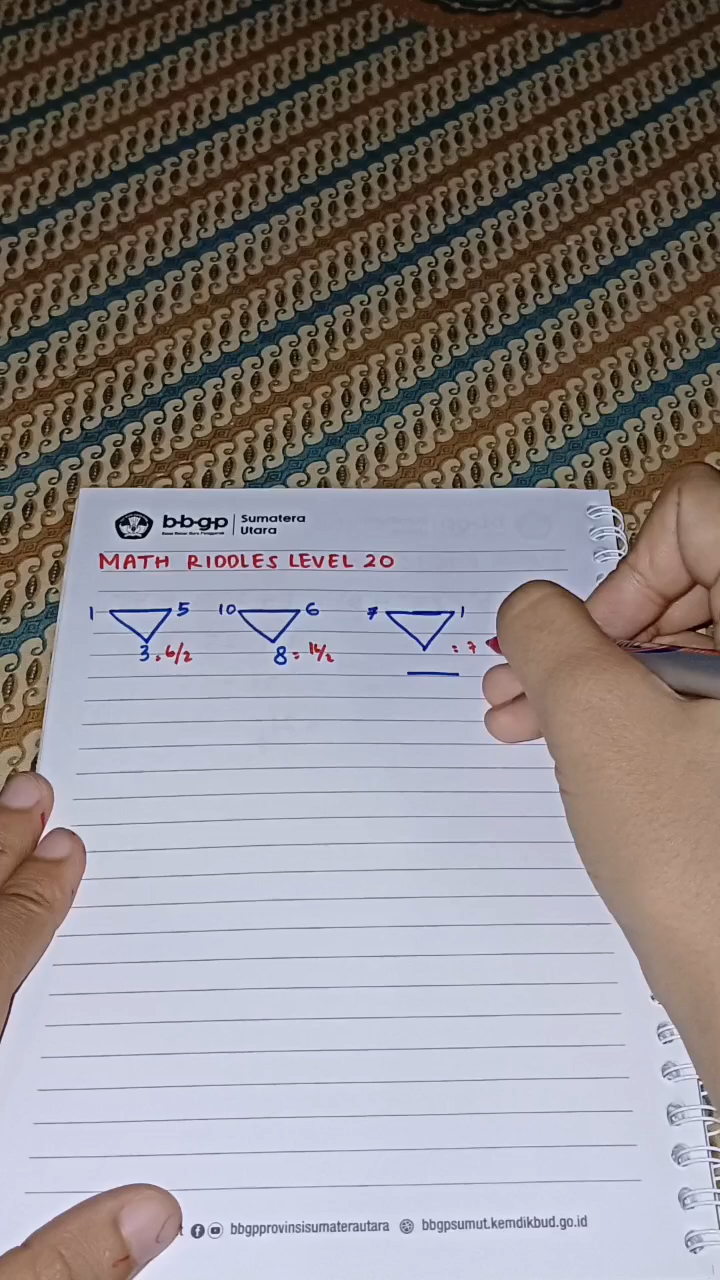 b·b·g·p Sumatera
Utara
MATH RIDDLES LEVEL 20
1 5 10 6 7 1
3 = 6/2 8 = 16/2 = 7
bbgpprovinsisumaterautara bbgpsumut.kemdikbud.go.id